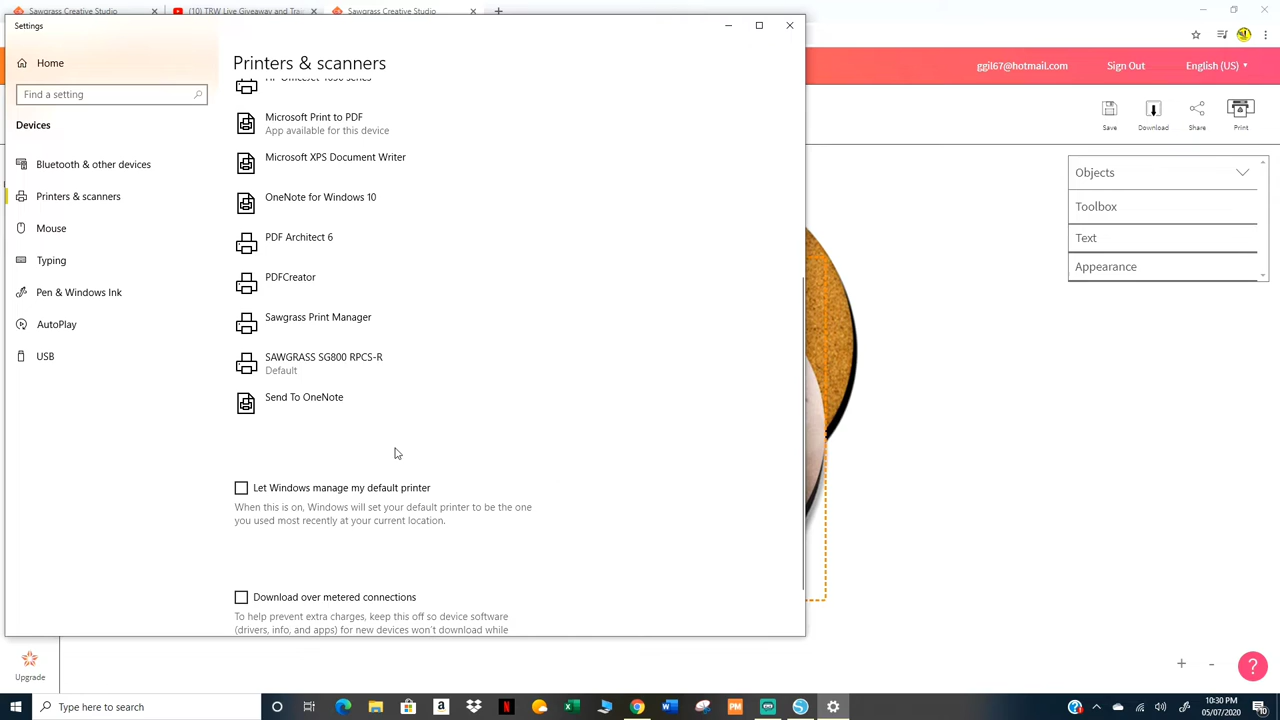 Sawgrass Creative Studio
(10) TRW Live Giveaway and Tra
Sawgrass Creative Studio
Settings
Home
Find a setting
Devices
Bluetooth & other devices
Printers & scanners
Mouse
Typing
Pen & Windows Ink
AutoPlay
USB
Printers & scanners
HP OfficeJet 4650 series
Microsoft Print to PDF
App available for this device
Microsoft XPS Document Writer
OneNote for Windows 10
PDF Architect 6
PDFCreator
Sawgrass Print Manager
SAWGRASS SG800 RPCS-R
Default
Send To OneNote
Let Windows manage my default printer
When this is on, Windows will set your default printer to be the one
you used most recently at your current location.
Download over metered connections
To help prevent extra charges, keep this off so device software
(drivers, info, and apps) for new devices won't download while
ggil67@hotmail.com
Sign Out
English (US)
Save
Download
Share
Print
Objects
Toolbox
Text
Appearance
Upgrade
Type here to search
10:30 PM
05/07/2020
10